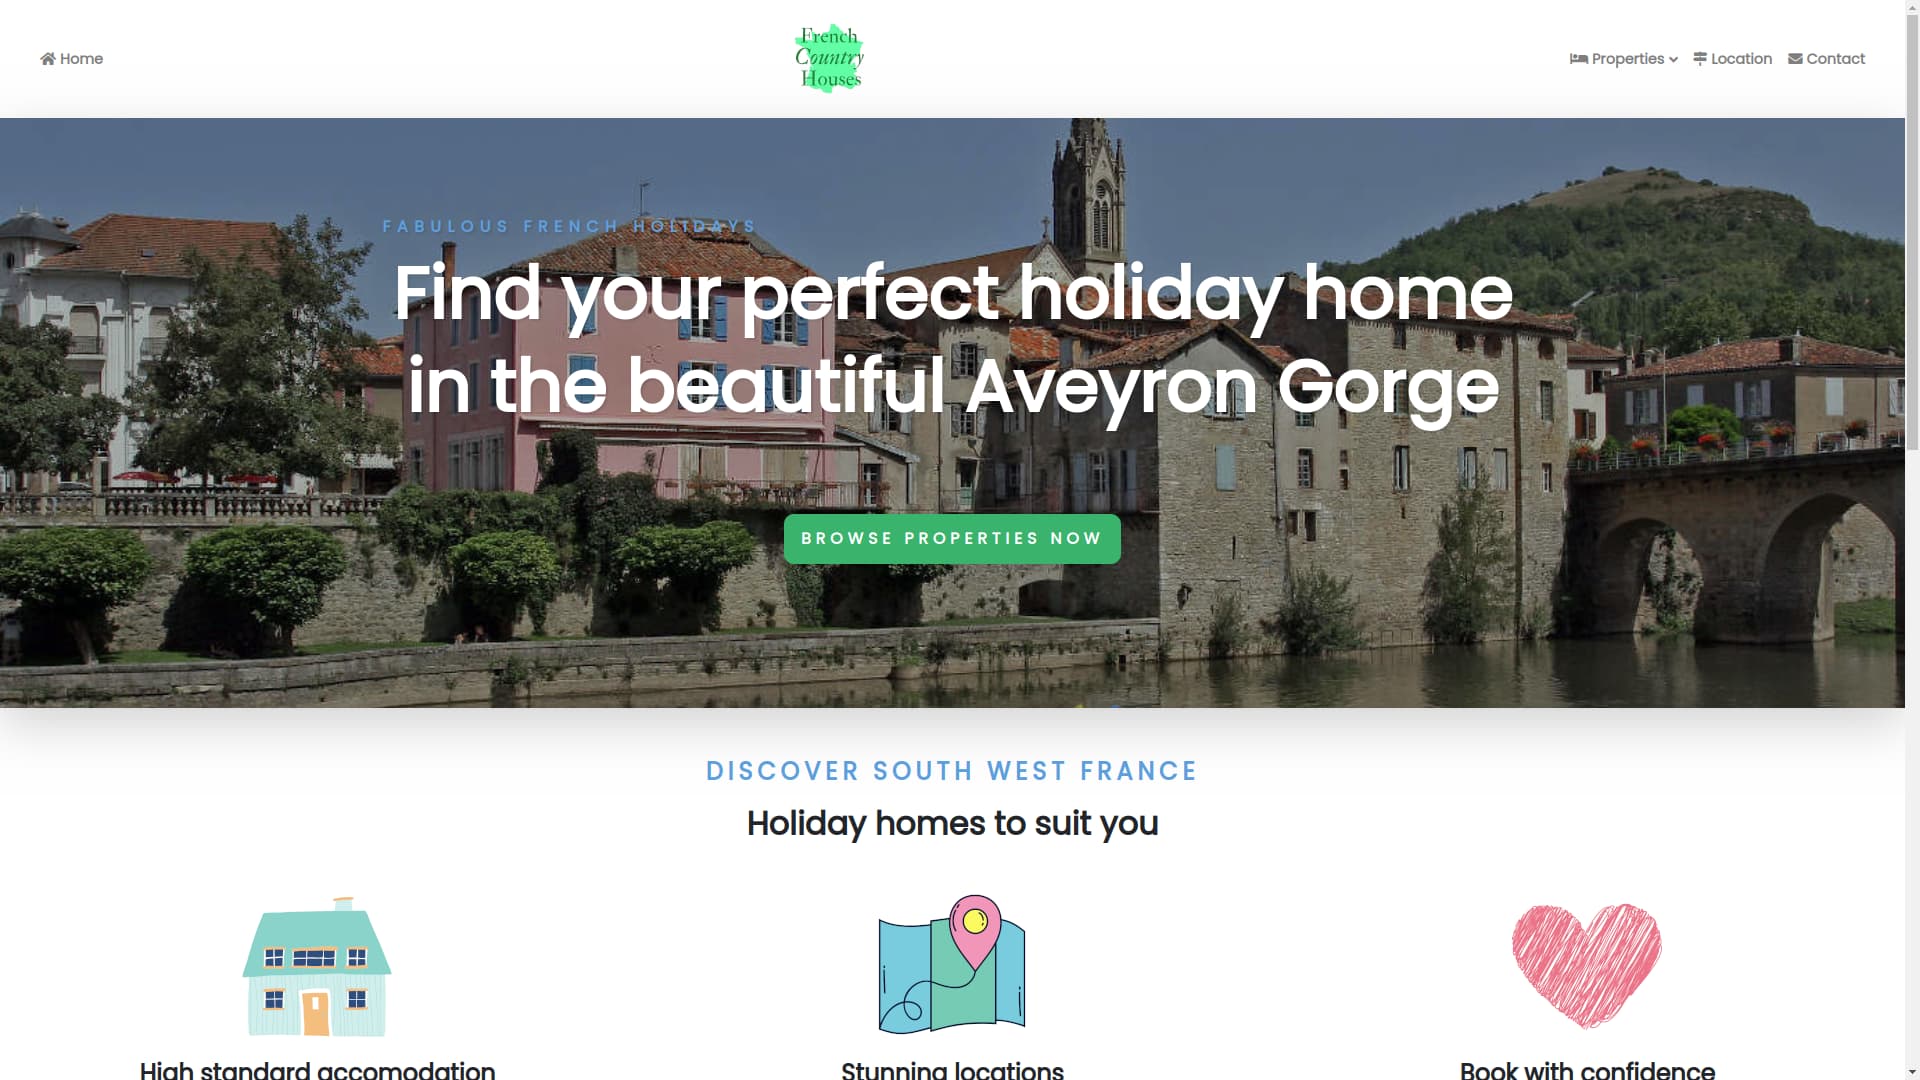 Home
French
Country
Houses
Properties
Location
Contact
FABULOUS FRENCH HOLIDAYS
Find your perfect holiday home
in the beautiful Aveyron Gorge
BROWSE PROPERTIES NOW
DISCOVER SOUTH WEST FRANCE
Holiday homes to suit you
High standard accomodation
Stunning locations
Book with confidence